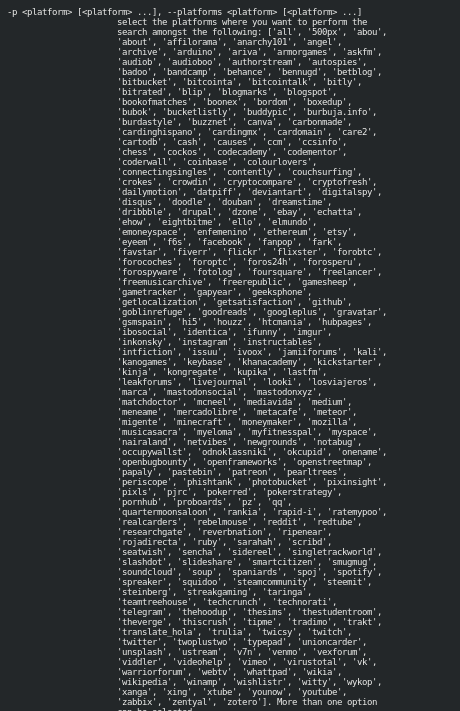 -p <platform> [<platform> ...], --platforms <platform> [<platform> ...]
select the platforms where you want to perform the
search amongst the following: ['all', '500px', 'abou',
'about', 'affilorama', 'anarchy101', 'angel',
'archive', 'arduino', 'ariva', 'armorgames', 'askfm',
'audiob', 'audioboo', 'authorstream', 'autospies',
'badoo', 'bandcamp', 'behance', 'bennugd', 'betblog',
'bitbucket', 'bitcointa', 'bitcointalk', 'bitly',
'bitrated', 'blip', 'blogmarks', 'blogspot',
'bookofmatches', 'boonex', 'bordom', 'boxedup',
'bubok', 'bucketlistly', 'buddypic', 'burbuja.info',
'burdastyle', 'buzznet', 'canva', 'carbonmade',
'cardinghispano', 'cardingmx', 'cardomain', 'care2',
'cartodb', 'cash', 'causes', 'ccm', 'ccsinfo',
'chess', 'cockos', 'codecademy', 'codementor',
'coderwall', 'coinbase', 'colourlovers',
'connectingsingles', 'contently', 'couchsurfing',
'crokes', 'crowdin', 'cryptocompare', 'cryptofresh',
'dailymotion', 'datpiff', 'deviantart', 'digitalspy',
'disqus', 'doodle', 'douban', 'dreamstime',
'dribbble', 'drupal', 'dzone', 'ebay', 'echatta',
'ehow', 'eightbitme', 'ello', 'elmundo',
'emoneyspace', 'enfemenino', 'ethereum', 'etsy',
'eyeem', 'f6s', 'facebook', 'fanpop', 'fark',
'favstar', 'fiverr', 'flickr', 'flixster', 'forobtc',
'forocoches', 'foroptc', 'foros24h', 'forosperu',
'forospyware', 'fotolog', 'foursquare', 'freelancer',
'freemusicarchive', 'freerepublic', 'gamesheep',
'gametracker', 'gapyear', 'geeksphone',
'getlocalization', 'getsatisfaction', 'github',
'goblinrefuge', 'goodreads', 'googleplus', 'gravatar',
'gsmspain', 'hi5', 'houzz', 'htcmania', 'hubpages',
'ibosocial', 'identica', 'ifunny', 'imgur',
'inkonsky', 'instagram', 'instructables',
'intfiction', 'issuu', 'ivoox', 'jamiiforums', 'kali',
'kanogames', 'keybase', 'khanacademy', 'kickstarter',
'kinja', 'kongregate', 'kupika', 'lastfm',
'leakforums', 'livejournal', 'looki', 'losviajeros',
'marca', 'mastodonsocial', 'mastodonxyz',
'matchdoctor', 'mcneel', 'mediavida', 'medium',
'meneame', 'mercadolibre', 'metacafe', 'meteor',
'migente', 'minecraft', 'moneymaker', 'mozilla',
'musicasacra', 'myeloma', 'myfitnesspal', 'myspace',
'nairaland', 'netvibes', 'newgrounds', 'notabug',
'occupywallst', 'odnoklassniki', 'okcupid', 'onename',
'openbugbounty', 'openframeworks', 'openstreetmap',
'papaly', 'pastebin', 'patreon', 'pearltrees',
'periscope', 'phishtank', 'photobucket', 'pixinsight',
'pixls', 'pjrc', 'pokerred', 'pokerstrategy',
'pornhub', 'proboards', 'pz', 'qq',
'quartermoonsaloon', 'rankia', 'rapid-i', 'ratemypoo',
'realcarders', 'rebelmouse', 'reddit', 'redtube',
'researchgate', 'reverbnation', 'ripenear',
'rojadirecta', 'ruby', 'sarahah', 'scribd',
'seatwish', 'sencha', 'sidereel', 'singletrackworld',
'slashdot', 'slideshare', 'smartcitizen', 'smugmug',
'soundcloud', 'soup', 'spaniards', 'spoj', 'spotify',
'spreaker', 'squidoo', 'steamcommunity', 'steemit',
'steinberg', 'streakgaming', 'taringa',
'teamtreehouse', 'techcrunch', 'technorati',
'telegram', 'thehoodup', 'thesims', 'thestudentroom',
'theverge', 'thiscrush', 'tipme', 'tradimo', 'trakt',
'translate_hola', 'trulia', 'twicsy', 'twitch',
'twitter', 'twoplustwo', 'typepad', 'unioncarder',
'unsplash', 'ustream', 'v7n', 'venmo', 'vexforum',
'viddler', 'videohelp', 'vimeo', 'virustotal', 'vk',
'warriorforum', 'webtv', 'whattpad', 'wikia',
'wikipedia', 'winamp', 'wishlistr', 'witty', 'wykop',
'xanga', 'xing', 'xtube', 'younow', 'youtube',
'zabbix', 'zentyal', 'zotero']. More than one option